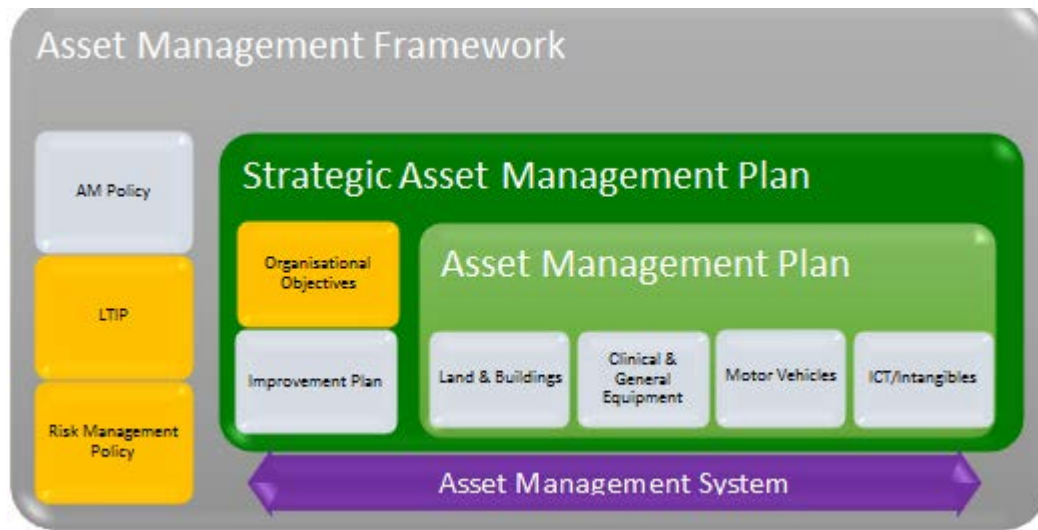 Asset Management Framework
AM Policy
LTIP
Risk Management
Policy
Strategic Asset Management Plan
Organisational
Objectives
Improvement Plan
Asset Management Plan
Land & Buildings
Clinical &
General
Equipment
Motor Vehicles
ICT/Intangibles
Asset Management System